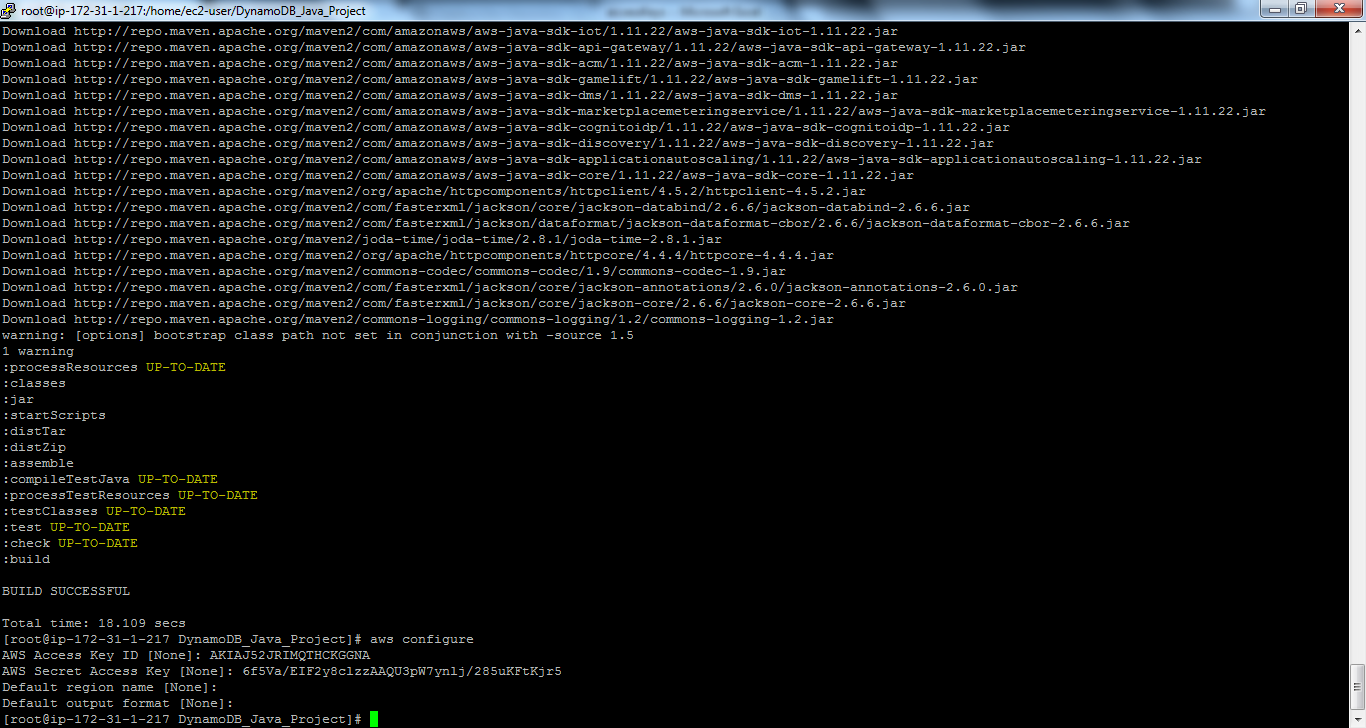 root@ip-172-31-1-217:/home/ec2-user/DynamoDB_Java_Project
Download http://repo.maven.apache.org/maven2/com/amazonaws/aws-java-sdk-iot/1.11.22/aws-java-sdk-iot-1.11.22.jar
Download http://repo.maven.apache.org/maven2/com/amazonaws/aws-java-sdk-api-gateway/1.11.22/aws-java-sdk-api-gateway-1.11.22.jar
Download http://repo.maven.apache.org/maven2/com/amazonaws/aws-java-sdk-acm/1.11.22/aws-java-sdk-acm-1.11.22.jar
Download http://repo.maven.apache.org/maven2/com/amazonaws/aws-java-sdk-gamelift/1.11.22/aws-java-sdk-gamelift-1.11.22.jar
Download http://repo.maven.apache.org/maven2/com/amazonaws/aws-java-sdk-dms/1.11.22/aws-java-sdk-dms-1.11.22.jar
Download http://repo.maven.apache.org/maven2/com/amazonaws/aws-java-sdk-marketplacemeteringservice/1.11.22/aws-java-sdk-marketplacemeteringservice-1.11.22.jar
Download http://repo.maven.apache.org/maven2/com/amazonaws/aws-java-sdk-cognitoidp/1.11.22/aws-java-sdk-cognitoidp-1.11.22.jar
Download http://repo.maven.apache.org/maven2/com/amazonaws/aws-java-sdk-discovery/1.11.22/aws-java-sdk-discovery-1.11.22.jar
Download http://repo.maven.apache.org/maven2/com/amazonaws/aws-java-sdk-applicationautoscaling/1.11.22/aws-java-sdk-applicationautoscaling-1.11.22.jar
Download http://repo.maven.apache.org/maven2/com/amazonaws/aws-java-sdk-core/1.11.22/aws-java-sdk-core-1.11.22.jar
Download http://repo.maven.apache.org/maven2/org/apache/httpcomponents/httpclient/4.5.2/httpclient-4.5.2.jar
Download http://repo.maven.apache.org/maven2/com/fasterxml/jackson/core/jackson-databind/2.6.6/jackson-databind-2.6.6.jar
Download http://repo.maven.apache.org/maven2/com/fasterxml/jackson/dataformat/jackson-dataformat-cbor/2.6.6/jackson-dataformat-cbor-2.6.6.jar
Download http://repo.maven.apache.org/maven2/joda-time/joda-time/2.8.1/joda-time-2.8.1.jar
Download http://repo.maven.apache.org/maven2/org/apache/httpcomponents/httpcore/4.4.4/httpcore-4.4.4.jar
Download http://repo.maven.apache.org/maven2/commons-codec/commons-codec/1.9/commons-codec-1.9.jar
Download http://repo.maven.apache.org/maven2/com/fasterxml/jackson/core/jackson-annotations/2.6.0/jackson-annotations-2.6.0.jar
Download http://repo.maven.apache.org/maven2/com/fasterxml/jackson/core/jackson-core/2.6.6/jackson-core-2.6.6.jar
Download http://repo.maven.apache.org/maven2/commons-logging/commons-logging/1.2/commons-logging-1.2.jar
warning: [options] bootstrap class path not set in conjunction with -source 1.5
1 warning
:processResources UP-TO-DATE
:classes
:jar
:startScripts
:distTar
:distZip
:assemble
:compileTestJava UP-TO-DATE
:processTestResources UP-TO-DATE
:testClasses UP-TO-DATE
:test UP-TO-DATE
:check UP-TO-DATE
:build
BUILD SUCCESSFUL
Total time: 18.109 secs
[root@ip-172-31-1-217 DynamoDB_Java_Project]# aws configure
AWS Access Key ID [None]: AKIAJ52JRIMQTHCKGGNA
AWS Secret Access Key [None]: 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
Default region name [None]:
Default output format [None]:
[root@ip-172-31-1-217 DynamoDB_Java_Project]#